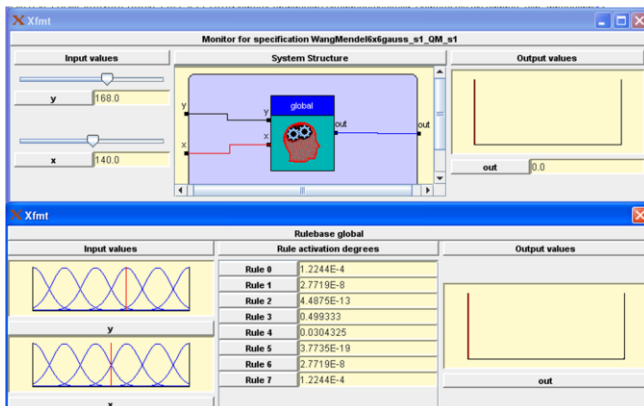 Xfmt
Monitor for specification WangMendel6x6gauss_s1_QM_s1
Input values
System Structure
Output values
y
168.0
x
140.0
y
x
global
y
x
out
out
out
0.0
Xfmt
Rulebase global
Input values
Rule activation degrees
Output values
y
x
Rule 0 1.2244E-4
Rule 1 2.7719E-8
Rule 2 4.4875E-13
Rule 3 0.499333
Rule 4 0.0304325
Rule 5 3.7735E-19
Rule 6 2.7719E-8
Rule 7 1.2244E-4
out